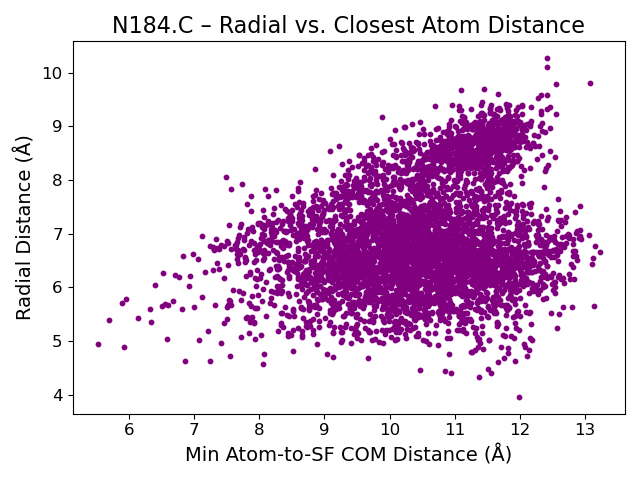 N184.C – Radial vs. Closest Atom Distance
Radial Distance (Å)
10
9
8
7
6
5
4
6 7 8 9 10 11 12 13
Min Atom-to-SF COM Distance (Å)